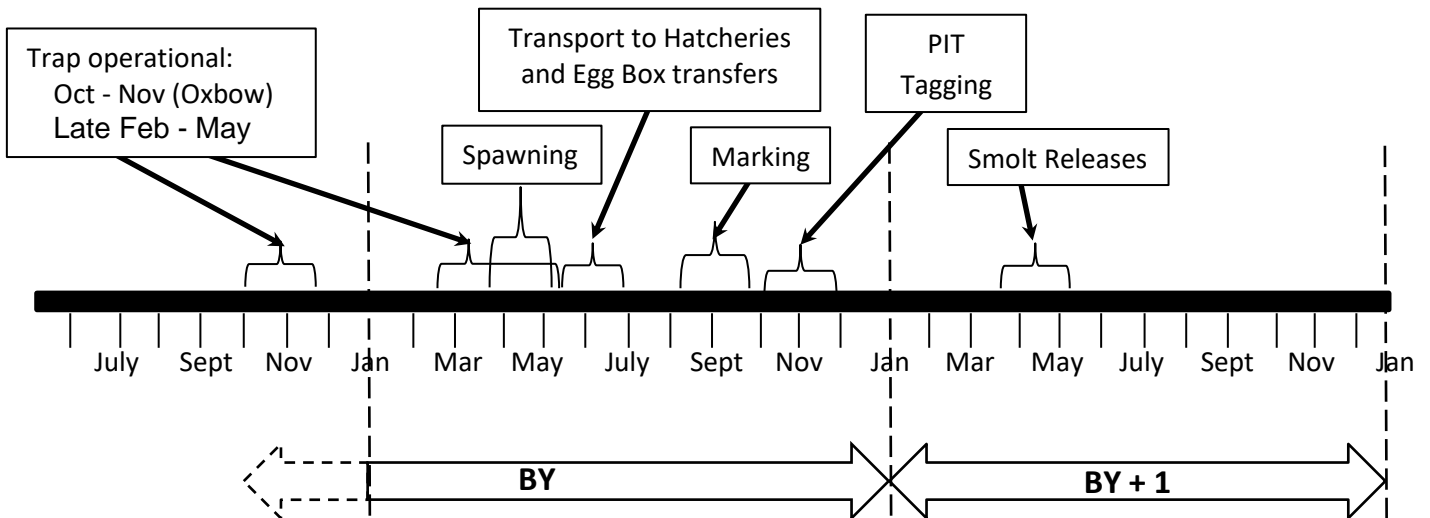 Trap operational:
Oct - Nov (Oxbow)
Late Feb - May
Transport to Hatcheries
and Egg Box transfers
PIT
Tagging
Spawning
Marking
Smolt Releases
July Sept Nov Jan Mar May July Sept Nov Jan Mar May July Sept Nov Jan
BY
BY + 1